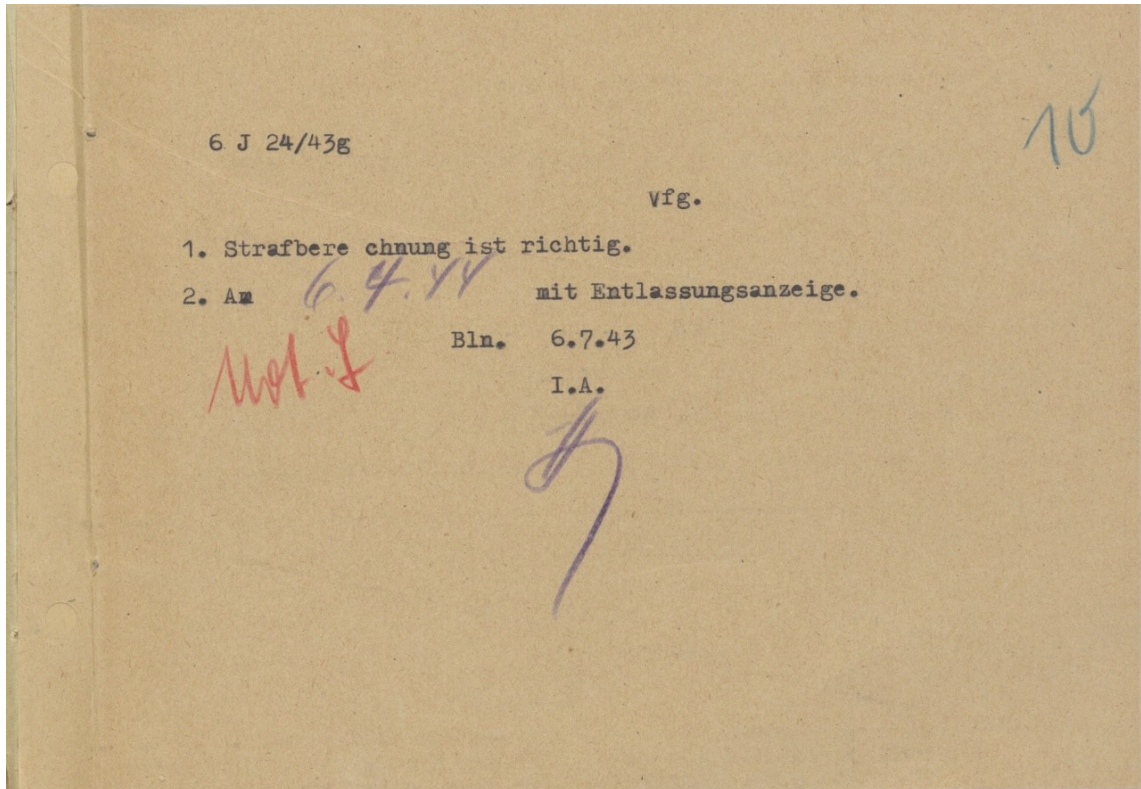 10
6 J 24/43g
Vfg.
1. Strafbere chnung ist richtig.
2. Am 6.4.44 mit Entlassungsanzeige.
Bln. 6.7.43
Not. I.A.